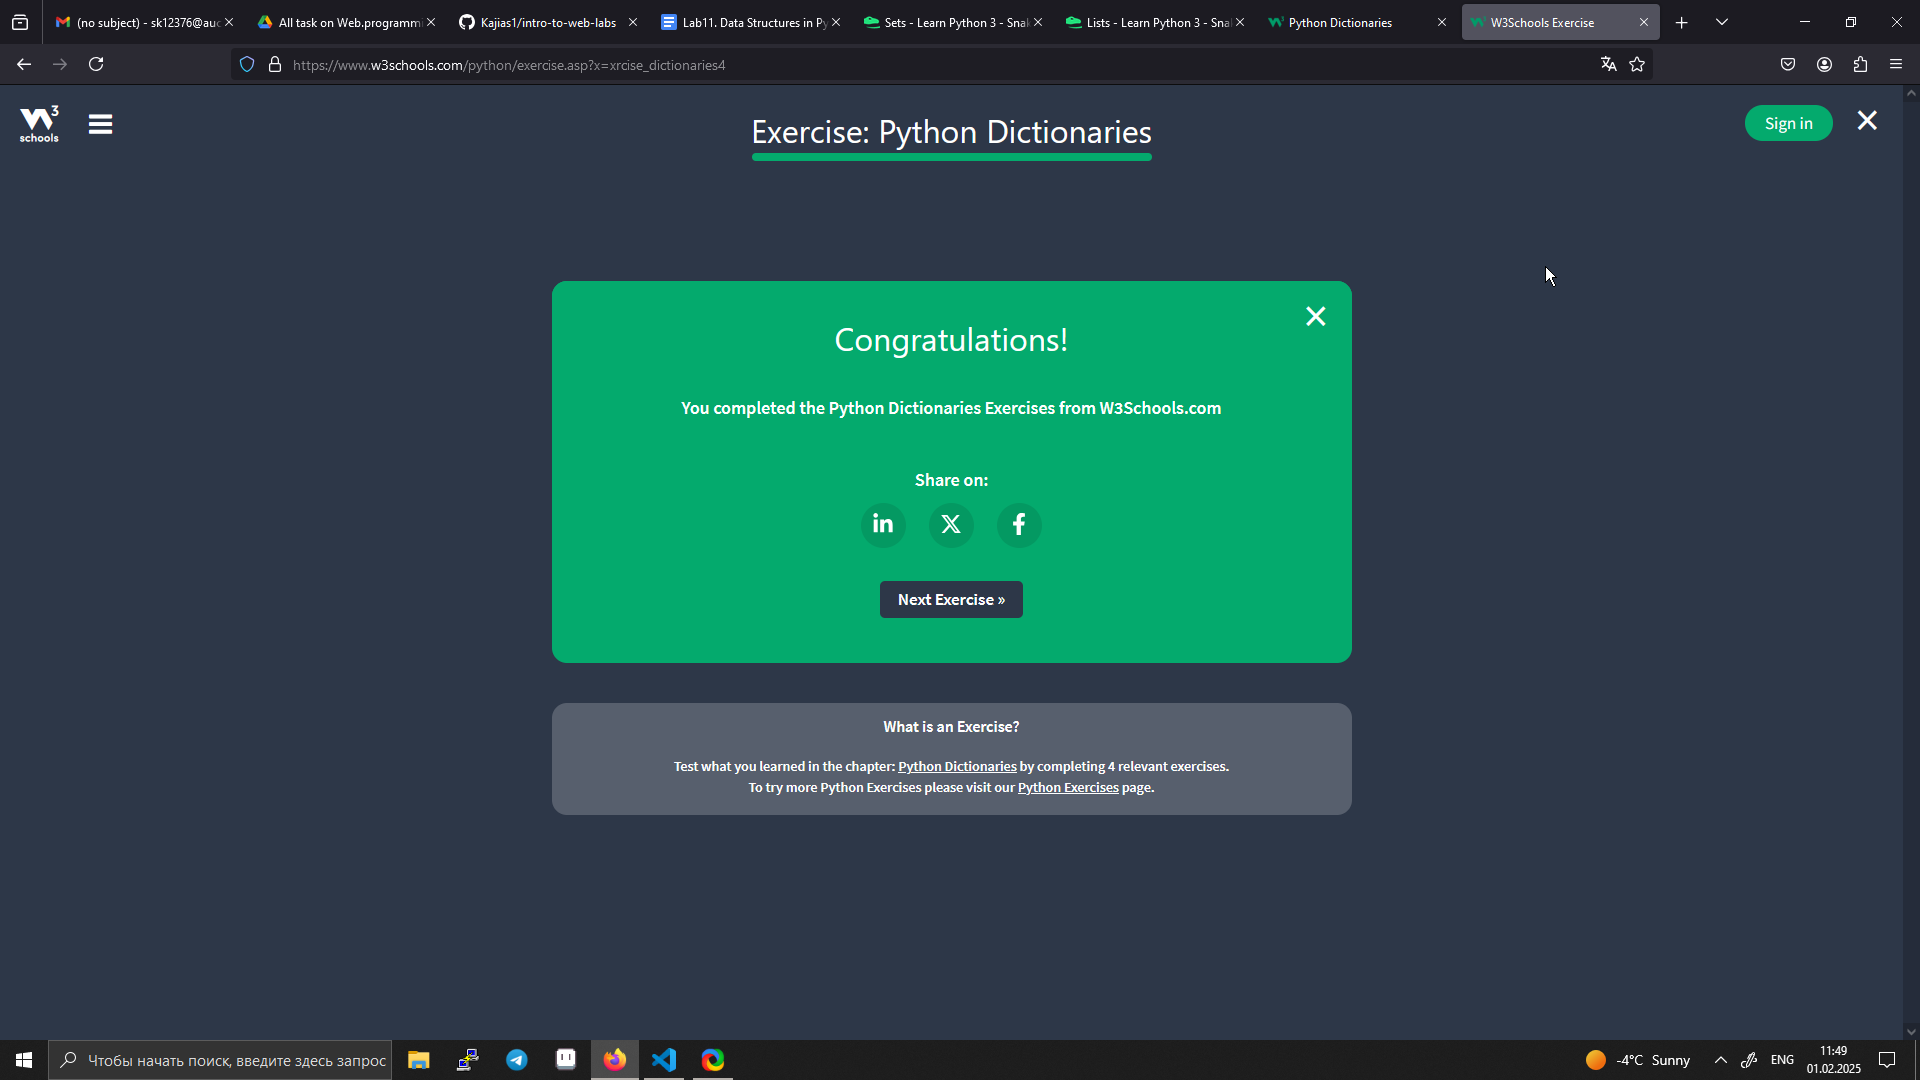 (no subject) - sk12376@auc
All task on Web.programmi
Kajias1/intro-to-web-labs
Lab11. Data Structures in Py
Sets - Learn Python 3 - Snak
Lists - Learn Python 3 - Snal
Python Dictionaries
W3Schools Exercise
https://www.w3schools.com/python/exercise.asp?x=xrcise_dictionaries4
3
schools
Exercise: Python Dictionaries
Sign in
Congratulations!
You completed the Python Dictionaries Exercises from W3Schools.com
Share on:
in
X
f
Next Exercise »
What is an Exercise?
Test what you learned in the chapter: Python Dictionaries by completing 4 relevant exercises.
To try more Python Exercises please visit our Python Exercises page.
Чтобы начать поиск, введите здесь запрос
-4°C Sunny
ENG
11:49
01.02.2025